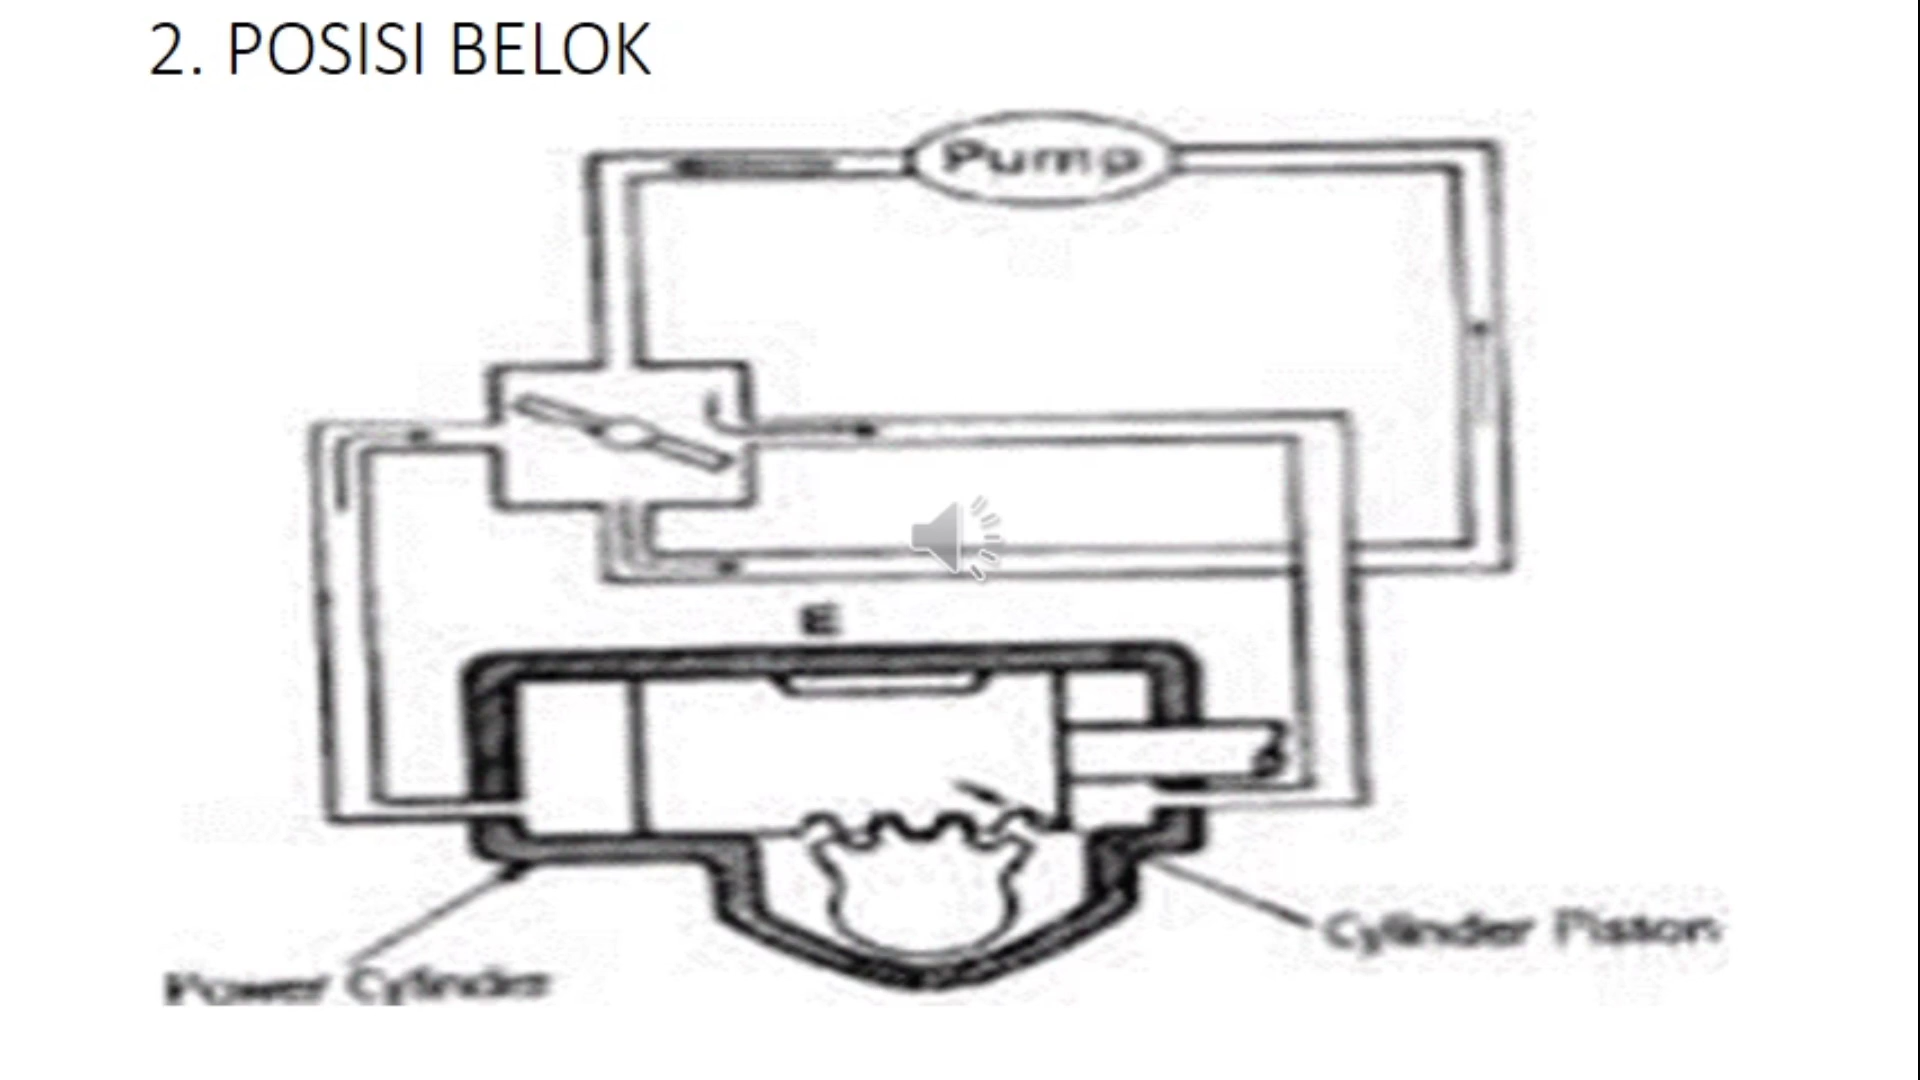 2. POSISI BELOK
Pump
E
Cylinder Piston
Power Cylinder